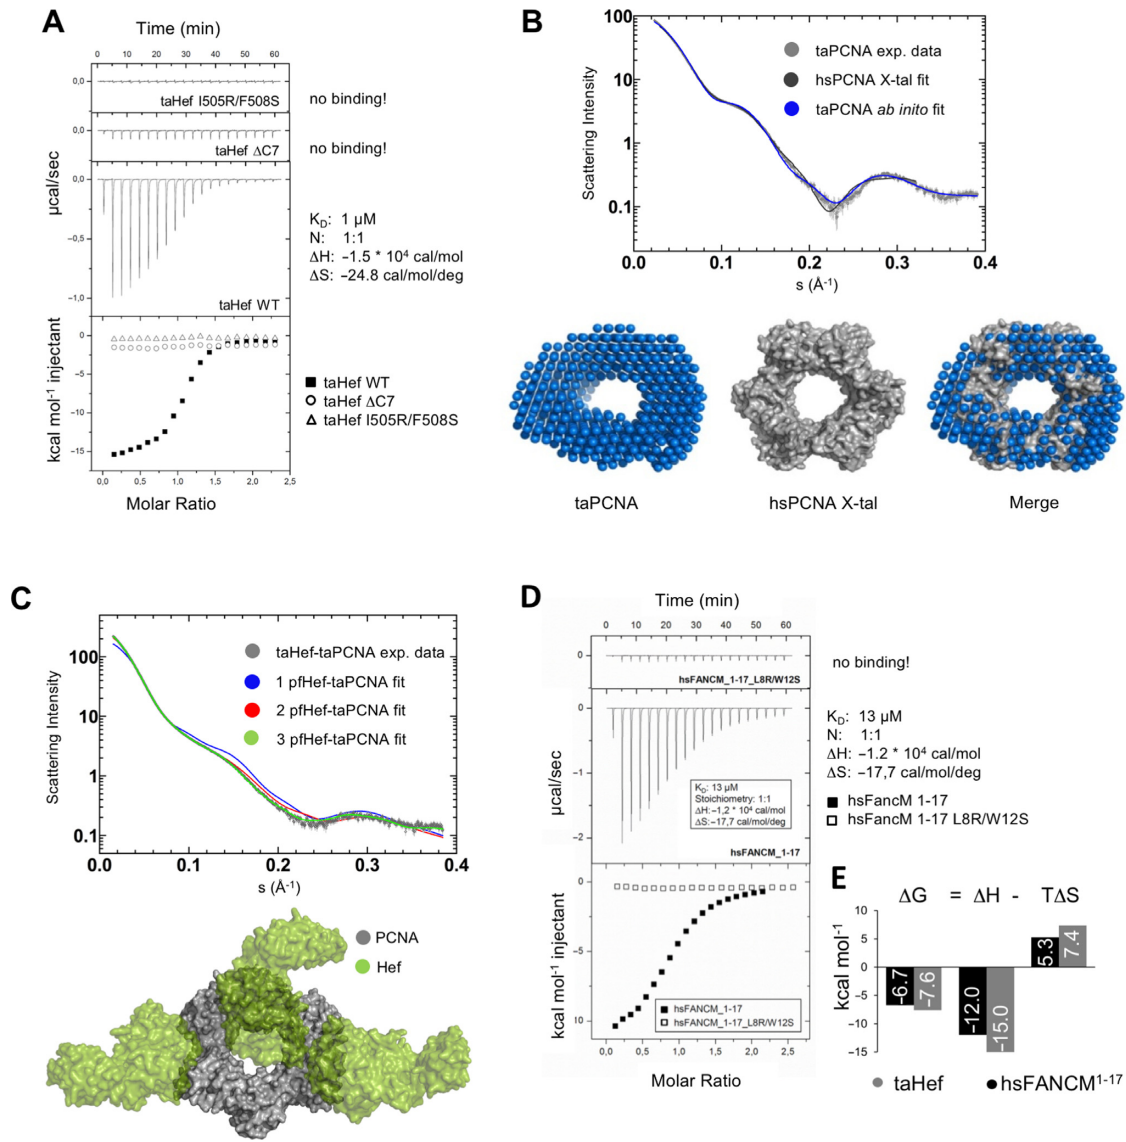 A
Time (min)
0 10 20 30 40 50 60
0,0
taHef I505R/F508S
no binding!
0,0
taHef ΔC7
no binding!
µcal/sec
0,0
−0,5
−1,0
taHef WT
K_D: 1 µM
N: 1:1
ΔH: −1.5 * 10⁴ cal/mol
ΔS: −24.8 cal/mol/deg
kcal mol⁻¹ injectant
0
−5
−10
−15
taHef WT
taHef ΔC7
taHef I505R/F508S
0,0 0,5 1,0 1,5 2,0 2,5
Molar Ratio
B
Scattering Intensity
100
10
1
0.1
taPCNA exp. data
hsPCNA X-tal fit
taPCNA ab inito fit
0.0 0.1 0.2 0.3 0.4
s (Å⁻¹)
taPCNA
hsPCNA X-tal
Merge
C
Scattering Intensity
100
10
1
0.1
taHef-taPCNA exp. data
1 pfHef-taPCNA fit
2 pfHef-taPCNA fit
3 pfHef-taPCNA fit
0.0 0.1 0.2 0.3 0.4
s (Å⁻¹)
PCNA
Hef
D
Time (min)
0 10 20 30 40 50 60
0
hsFANCM_1-17_L8R/W12S
no binding!
µcal/sec
0
−1
−2
K_D: 13 µM
Stoichiometry: 1:1
ΔH:−1,2 * 10⁴ cal/mol
ΔS:−17,7 cal/mol/deg
hsFANCM_1-17
K_D: 13 µM
N: 1:1
ΔH: −1.2 * 10⁴ cal/mol
ΔS: −17,7 cal/mol/deg
hsFancM 1-17
hsFancM 1-17 L8R/W12S
kcal mol⁻¹ injectant
0
−5
10
hsFANCM_1-17
hsFANCM_1-17_L8R/W12S
0,0 0,5 1,0 1,5 2,0 2,5
Molar Ratio
E
ΔG = ΔH - TΔS
kcal mol⁻¹
10
5
0
−5
−10
−15
−6.7
−7.6
−12.0
−15.0
5.3
7.4
taHef
hsFANCM¹⁻¹⁷